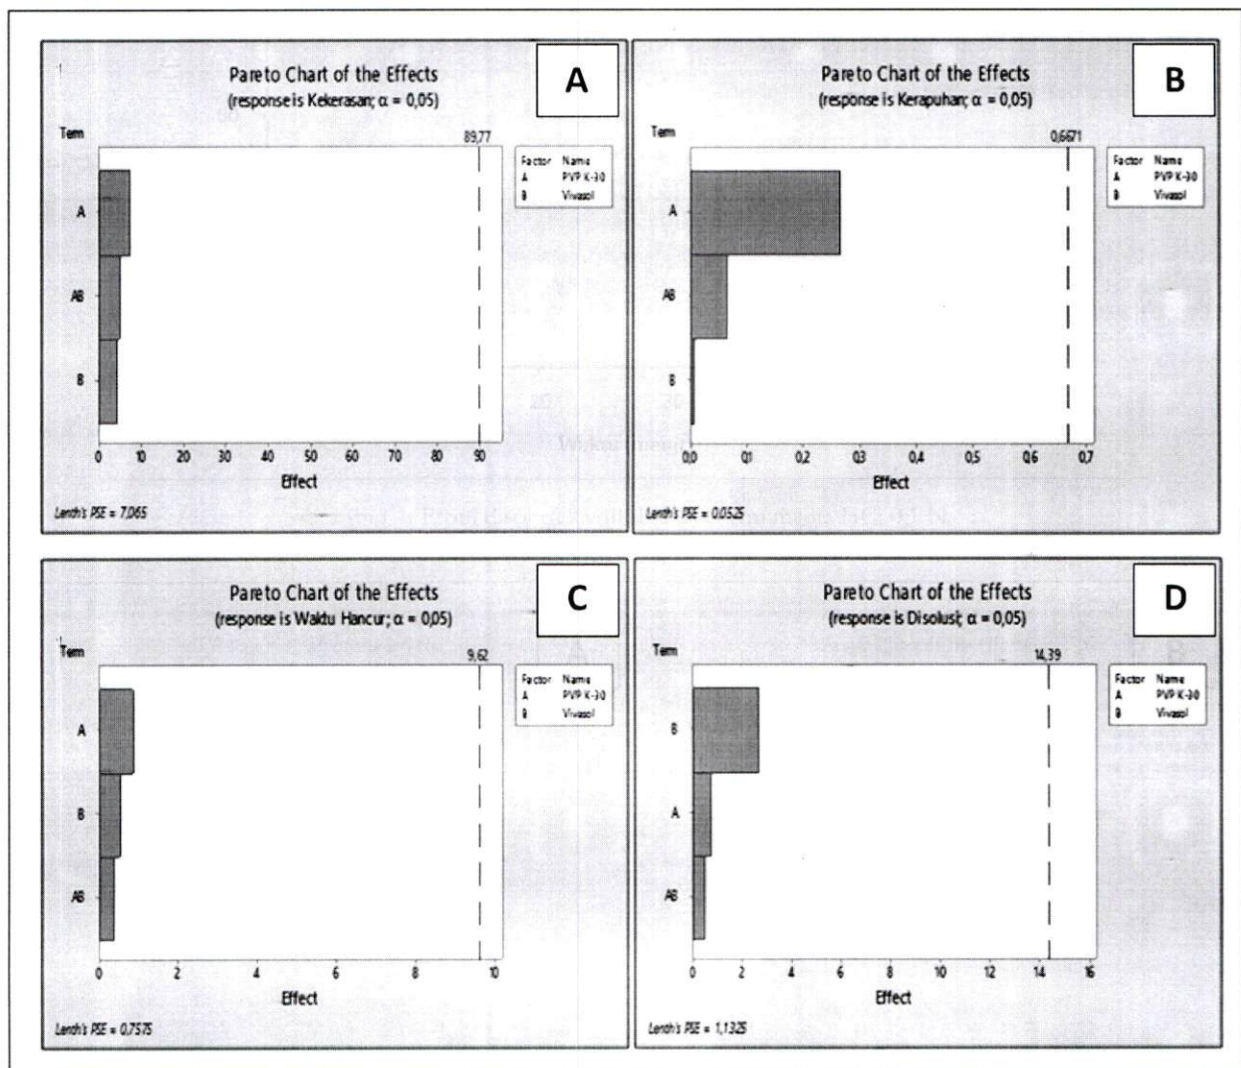 A
Pareto Chart of the Effects
(response is Kekerasan; α = 0,05)
Term
89,77
Factor Name
A PVP K-30
B Vivasol
A
AB
B
0 10 20 30 40 50 60 70 80 90
Effect
Lenth's PSE = 7,065
B
Pareto Chart of the Effects
(response is Kerapuhan; α = 0,05)
Term
0,6671
Factor Name
A PVP K-30
B Vivasol
A
AB
B
0,0 0,1 0,2 0,3 0,4 0,5 0,6 0,7
Effect
Lenth's PSE = 0,0525
C
Pareto Chart of the Effects
(response is Waktu Hancur; α = 0,05)
Term
9,62
Factor Name
A PVP K-30
B Vivasol
A
B
AB
0 2 4 6 8 10
Effect
Lenth's PSE = 0,7575
D
Pareto Chart of the Effects
(response is Disolusi; α = 0,05)
Term
14,39
Factor Name
A PVP K-30
B Vivasol
B
A
AB
0 2 4 6 8 10 12 14 16
Effect
Lenth's PSE = 1,1325